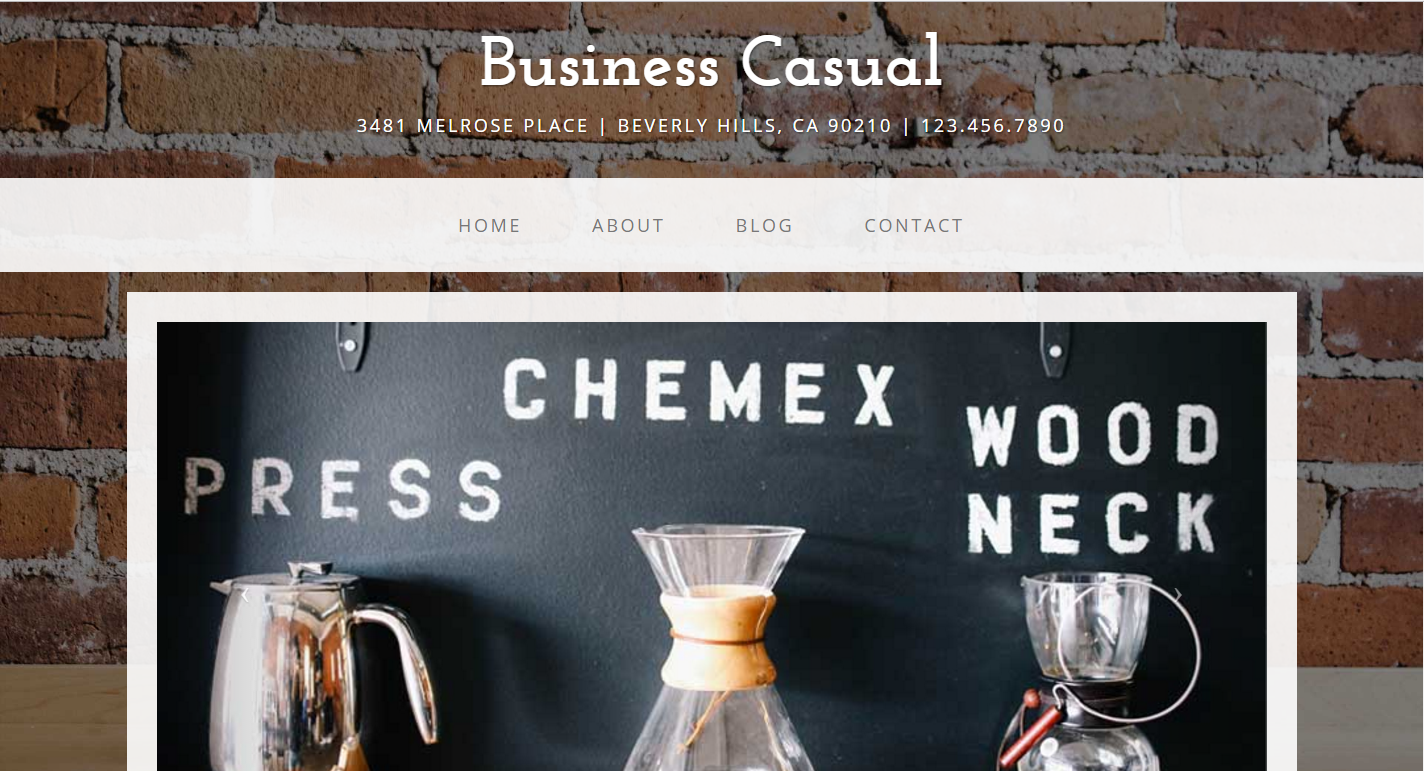 Business Casual
3481 MELROSE PLACE | BEVERLY HILLS, CA 90210 | 123.456.7890
HOME ABOUT BLOG CONTACT
CHEMEX
WOOD
PRESS
NECK